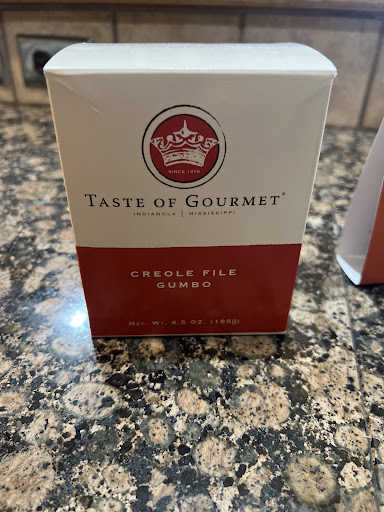 SINCE 1976
TASTE OF GOURMET®
INDIANOLA | MISSISSIPPI
CREOLE FILE
GUMBO
NET. WT. 6.5 OZ. (185g)